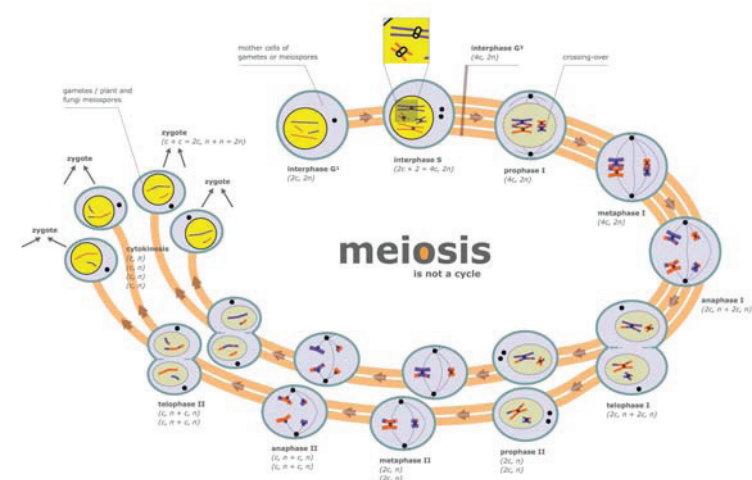 mother cells of
gametes or meiospores
interphase G²
(4c, 2n)
crossing-over
gametes / plant and
fungi meiospores
zygote
(c + c = 2c, n + n = 2n)
zygote
zygote
zygote
interphase G¹
(2c, 2n)
interphase S
(2c × 2 = 4c, 2n)
prophase I
(4c, 2n)
metaphase I
(4c, 2n)
anaphase I
(2c, n + 2c, n)
telophase I
(2c, n + 2c, n)
meiosis
is not a cycle
cytokinesis
(c, n)
(c, n)
(c, n)
(c, n)
telophase II
(c, n + c, n)
(c, n + c, n)
anaphase II
(c, n + c, n)
(c, n + c, n)
metaphase II
(2c, n)
(2c, n)
prophase II
(2c, n)
(2c, n)